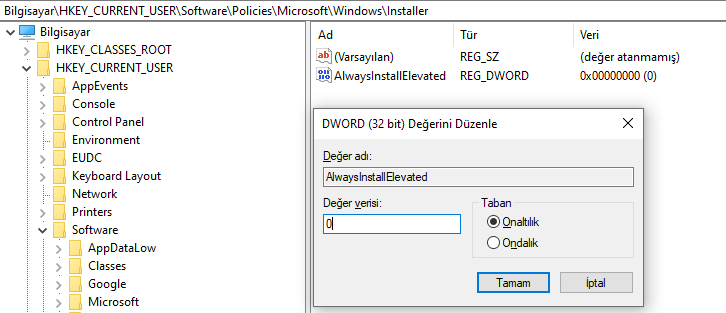 Bilgisayar\HKEY_CURRENT_USER\Software\Policies\Microsoft\Windows\Installer
Bilgisayar
HKEY_CLASSES_ROOT
HKEY_CURRENT_USER
AppEvents
Console
Control Panel
Environment
EUDC
Keyboard Layout
Network
Printers
Software
AppDataLow
Classes
Google
Microsoft
Ad Tür Veri
(Varsayılan) REG_SZ (değer atanmamış)
AlwaysInstallElevated REG_DWORD 0x00000000 (0)
DWORD (32 bit) Değerini Düzenle
Değer adı:
AlwaysInstallElevated
Değer verisi:
0
Taban
Onaltılık
Ondalık
Tamam İptal